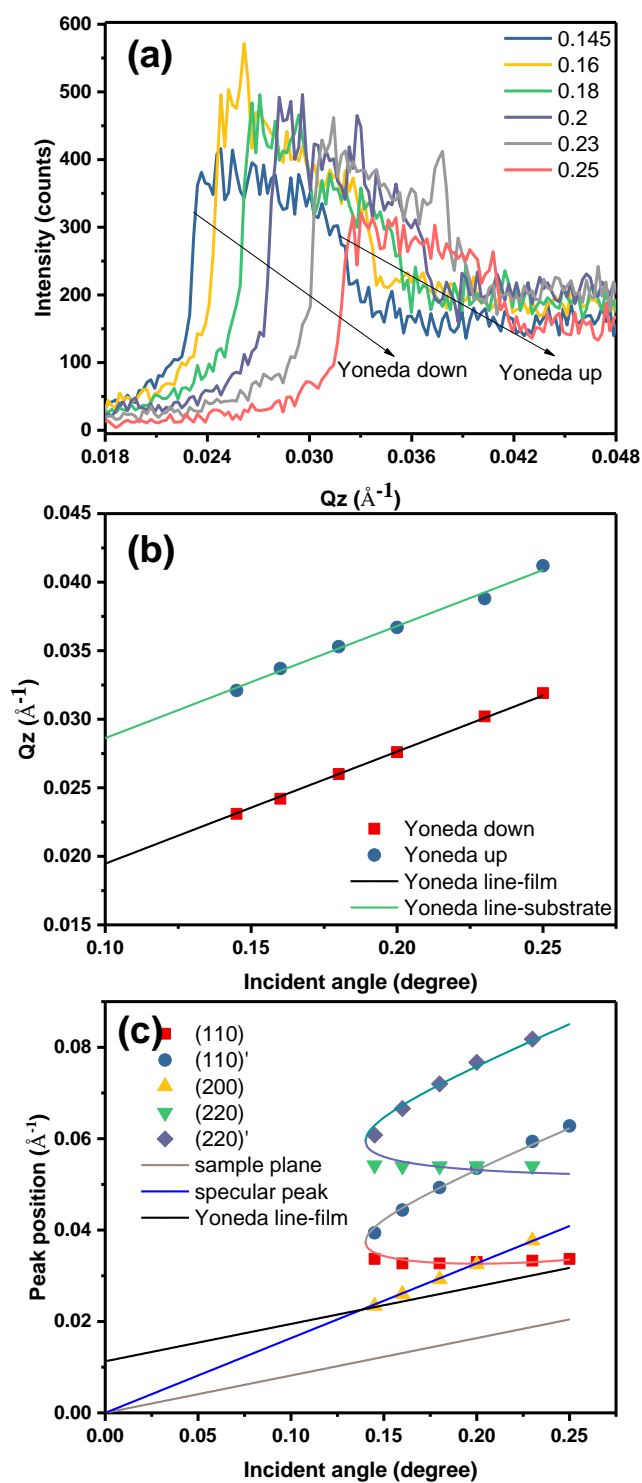 (a)
600
500
400
300
200
100
0
Intensity (counts)
0.145
0.16
0.18
0.2
0.23
0.25
Yoneda down
Yoneda up
0.018 0.024 0.030 0.036 0.042 0.048
Qz (Å-1)
(b)
0.045
0.040
0.035
0.030
0.025
0.020
0.015
Qz (Å-1)
Yoneda down
Yoneda up
Yoneda line-film
Yoneda line-substrate
0.10 0.15 0.20 0.25
Incident angle (degree)
(c)
0.08
0.06
0.04
0.02
0.00
Peak position (Å-1)
(110)
(110)'
(200)
(220)
(220)'
sample plane
specular peak
Yoneda line-film
0.00 0.05 0.10 0.15 0.20 0.25
Incident angle (degree)